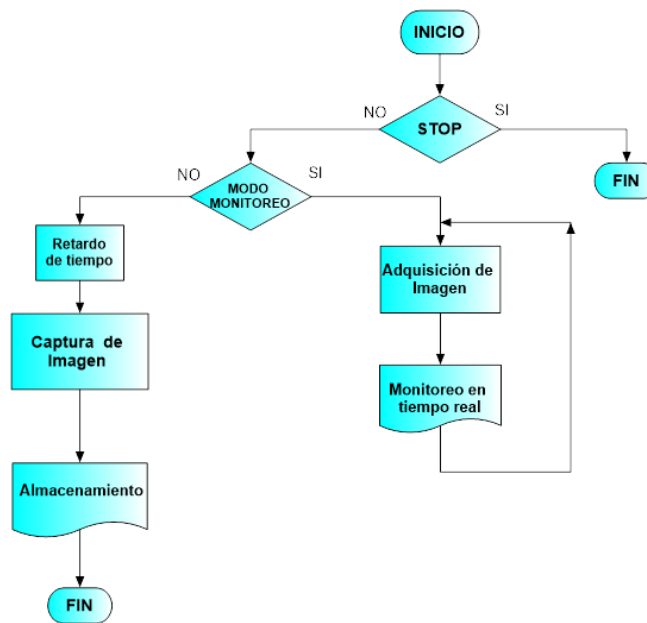 INICIO
NO
SI
STOP
FIN
NO
SI
MODO
MONITOREO
Retardo
de tiempo
Adquisición de
Imagen
Captura de
Imagen
Monitoreo en
tiempo real
Almacenamiento
FIN